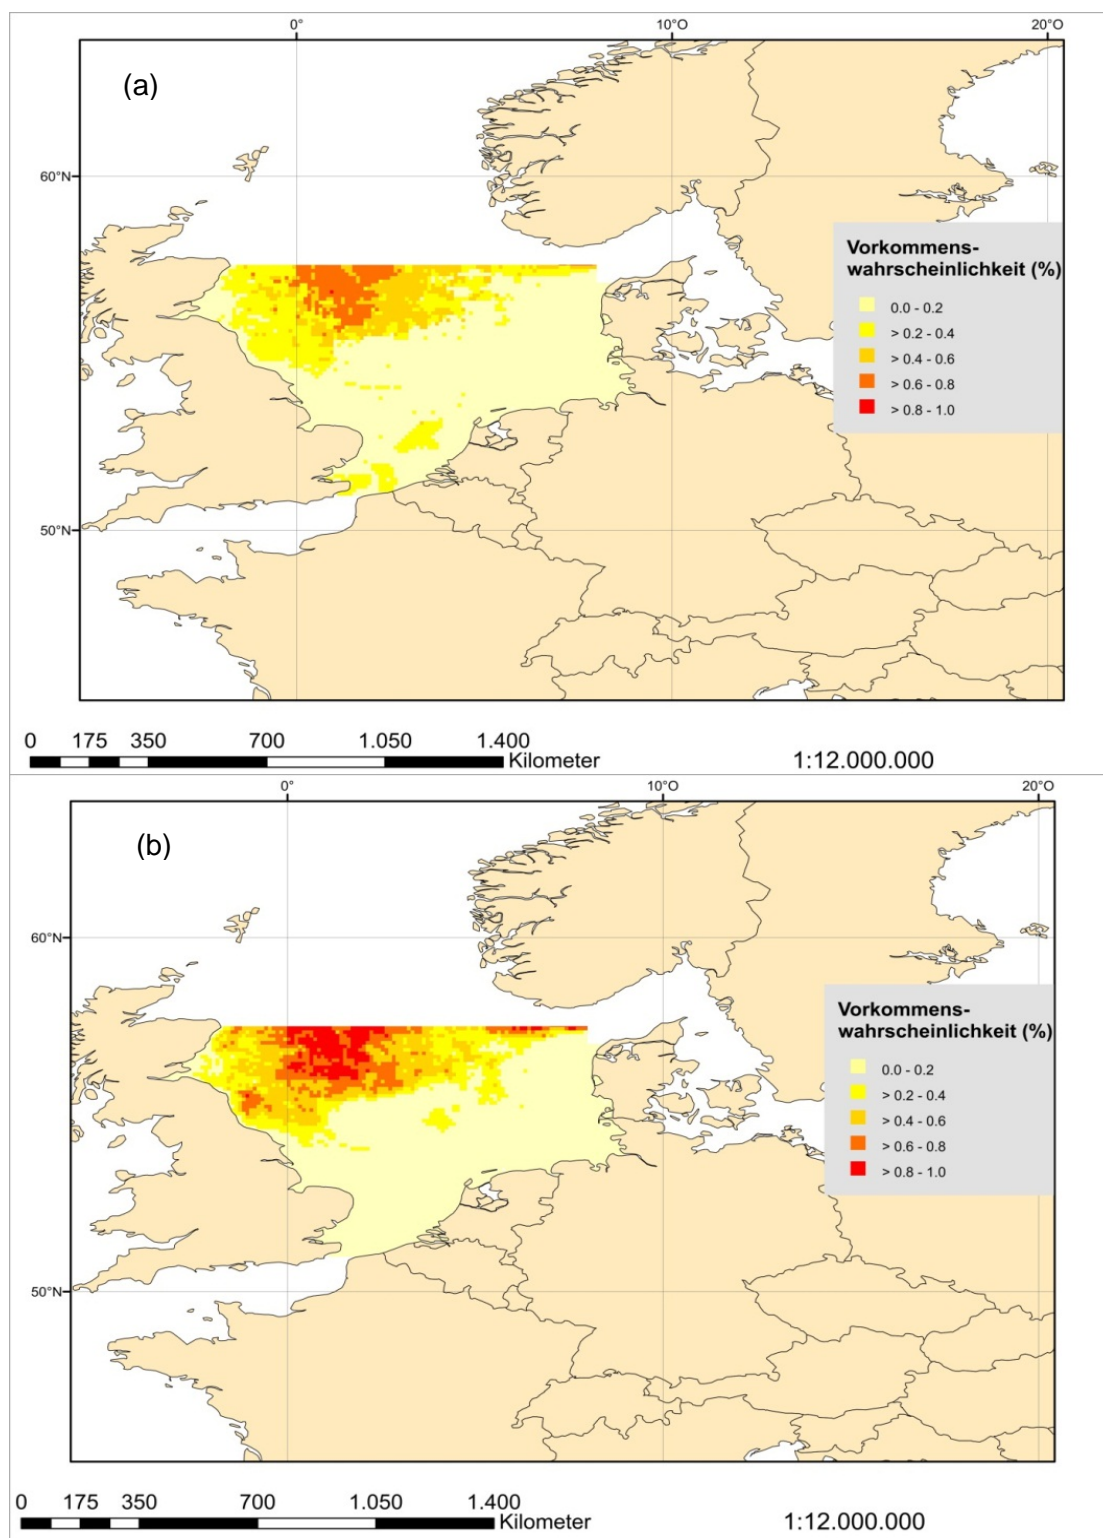 0° 10°O 20°O
(a)
60°N
Vorkommens-
wahrscheinlichkeit (%)
0.0 - 0.2
> 0.2 - 0.4
> 0.4 - 0.6
> 0.6 - 0.8
> 0.8 - 1.0
50°N
0 175 350 700 1.050 1.400
Kilometer
1:12.000.000
0° 10°O 20°O
(b)
60°N
Vorkommens-
wahrscheinlichkeit (%)
0.0 - 0.2
> 0.2 - 0.4
> 0.4 - 0.6
> 0.6 - 0.8
> 0.8 - 1.0
50°N
0 175 350 700 1.050 1.400
Kilometer
1:12.000.000